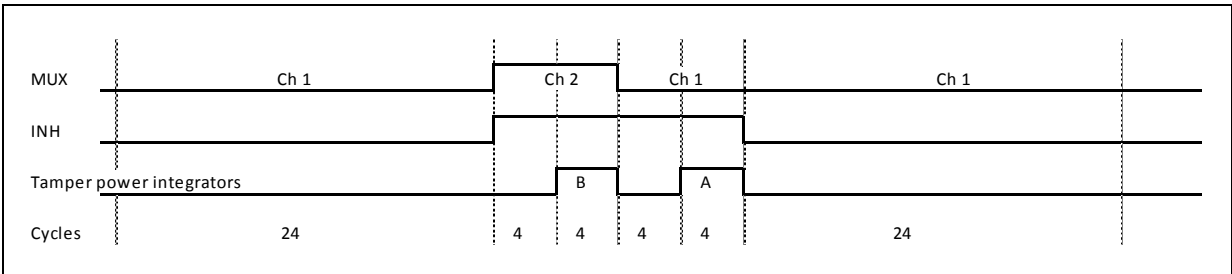 MUX Ch 1 Ch 2 Ch 1 Ch 1
INH
Tamper power integrators B A
Cycles 24 4 4 4 4 24